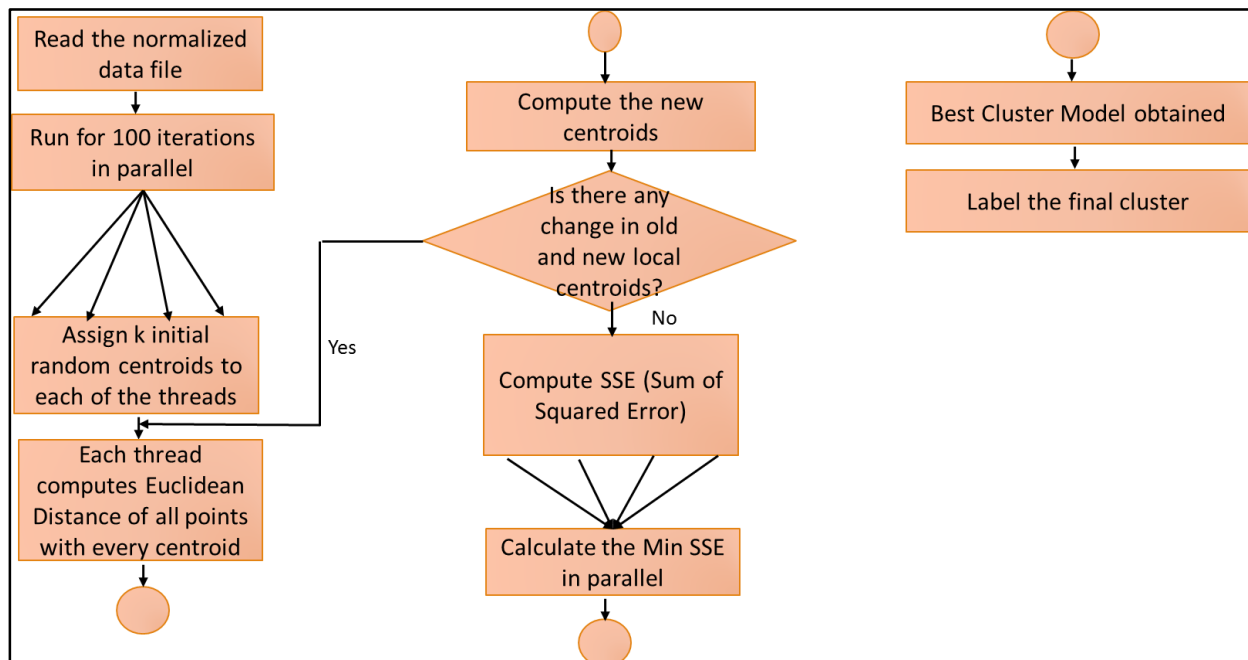 Read the normalized
data file
Run for 100 iterations
in parallel
Assign k initial
random centroids to
each of the threads
Each thread
computes Euclidean
Distance of all points
with every centroid
Compute the new
centroids
Is there any
change in old
and new local
centroids?
Yes
No
Compute SSE (Sum of
Squared Error)
Calculate the Min SSE
in parallel
Best Cluster Model obtained
Label the final cluster